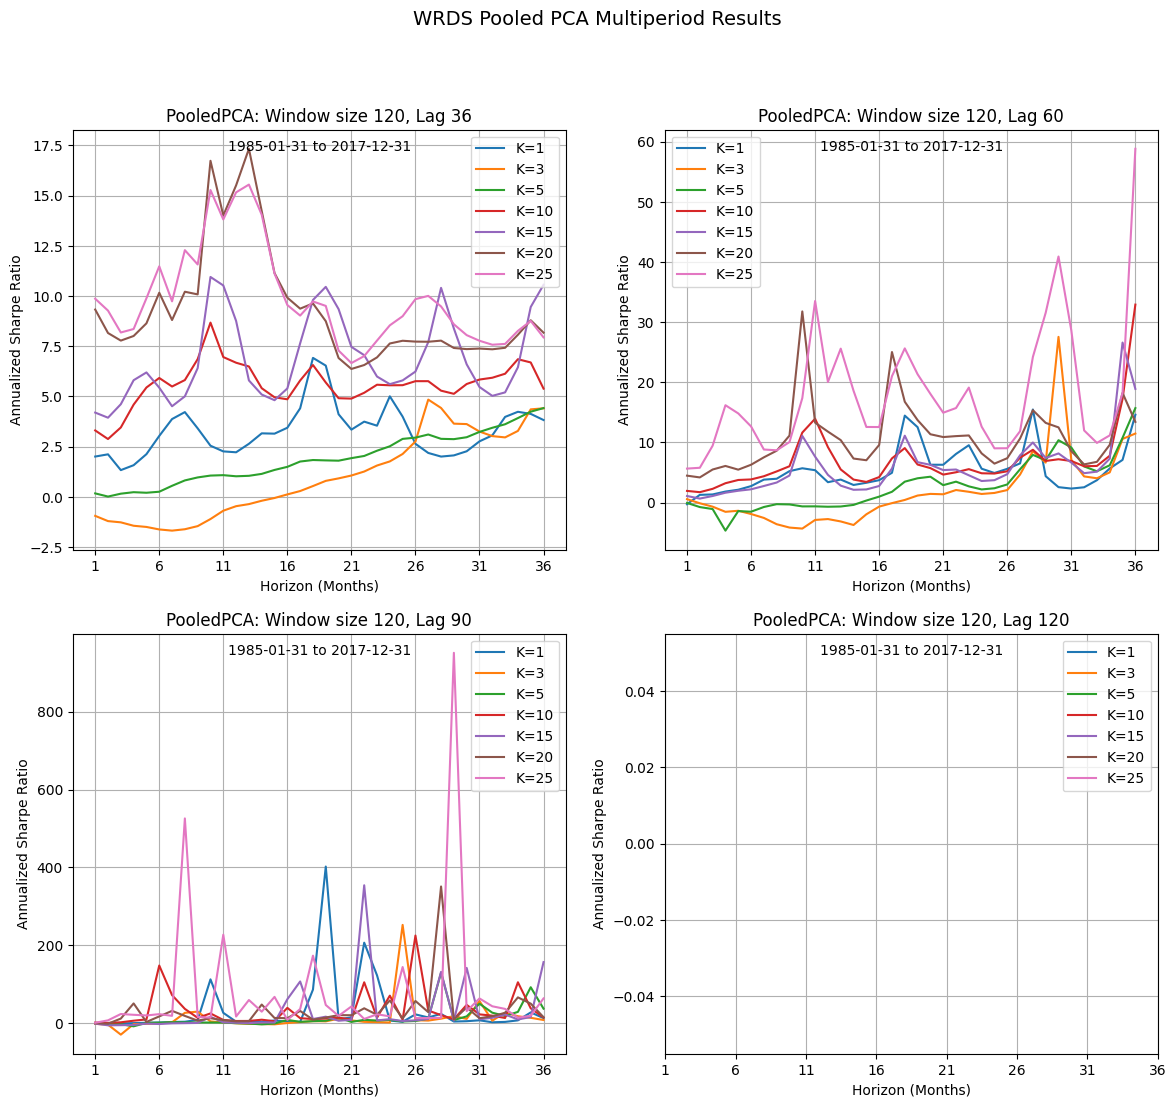 WRDS Pooled PCA Multiperiod Results
PooledPCA: Window size 120, Lag 36
1985-01-31 to 2017-12-31
K=1
K=3
K=5
K=10
K=15
K=20
K=25
17.5
15.0
12.5
10.0
7.5
5.0
2.5
0.0
−2.5
Annualized Sharpe Ratio
1 6 11 16 21 26 31 36
Horizon (Months)
PooledPCA: Window size 120, Lag 60
1985-01-31 to 2017-12-31
K=1
K=3
K=5
K=10
K=15
K=20
K=25
60
50
40
30
20
10
0
Annualized Sharpe Ratio
1 6 11 16 21 26 31 36
Horizon (Months)
PooledPCA: Window size 120, Lag 90
1985-01-31 to 2017-12-31
K=1
K=3
K=5
K=10
K=15
K=20
K=25
800
600
400
200
0
Annualized Sharpe Ratio
1 6 11 16 21 26 31 36
Horizon (Months)
PooledPCA: Window size 120, Lag 120
1985-01-31 to 2017-12-31
K=1
K=3
K=5
K=10
K=15
K=20
K=25
0.04
0.02
0.00
−0.02
−0.04
Annualized Sharpe Ratio
1 6 11 16 21 26 31 36
Horizon (Months)